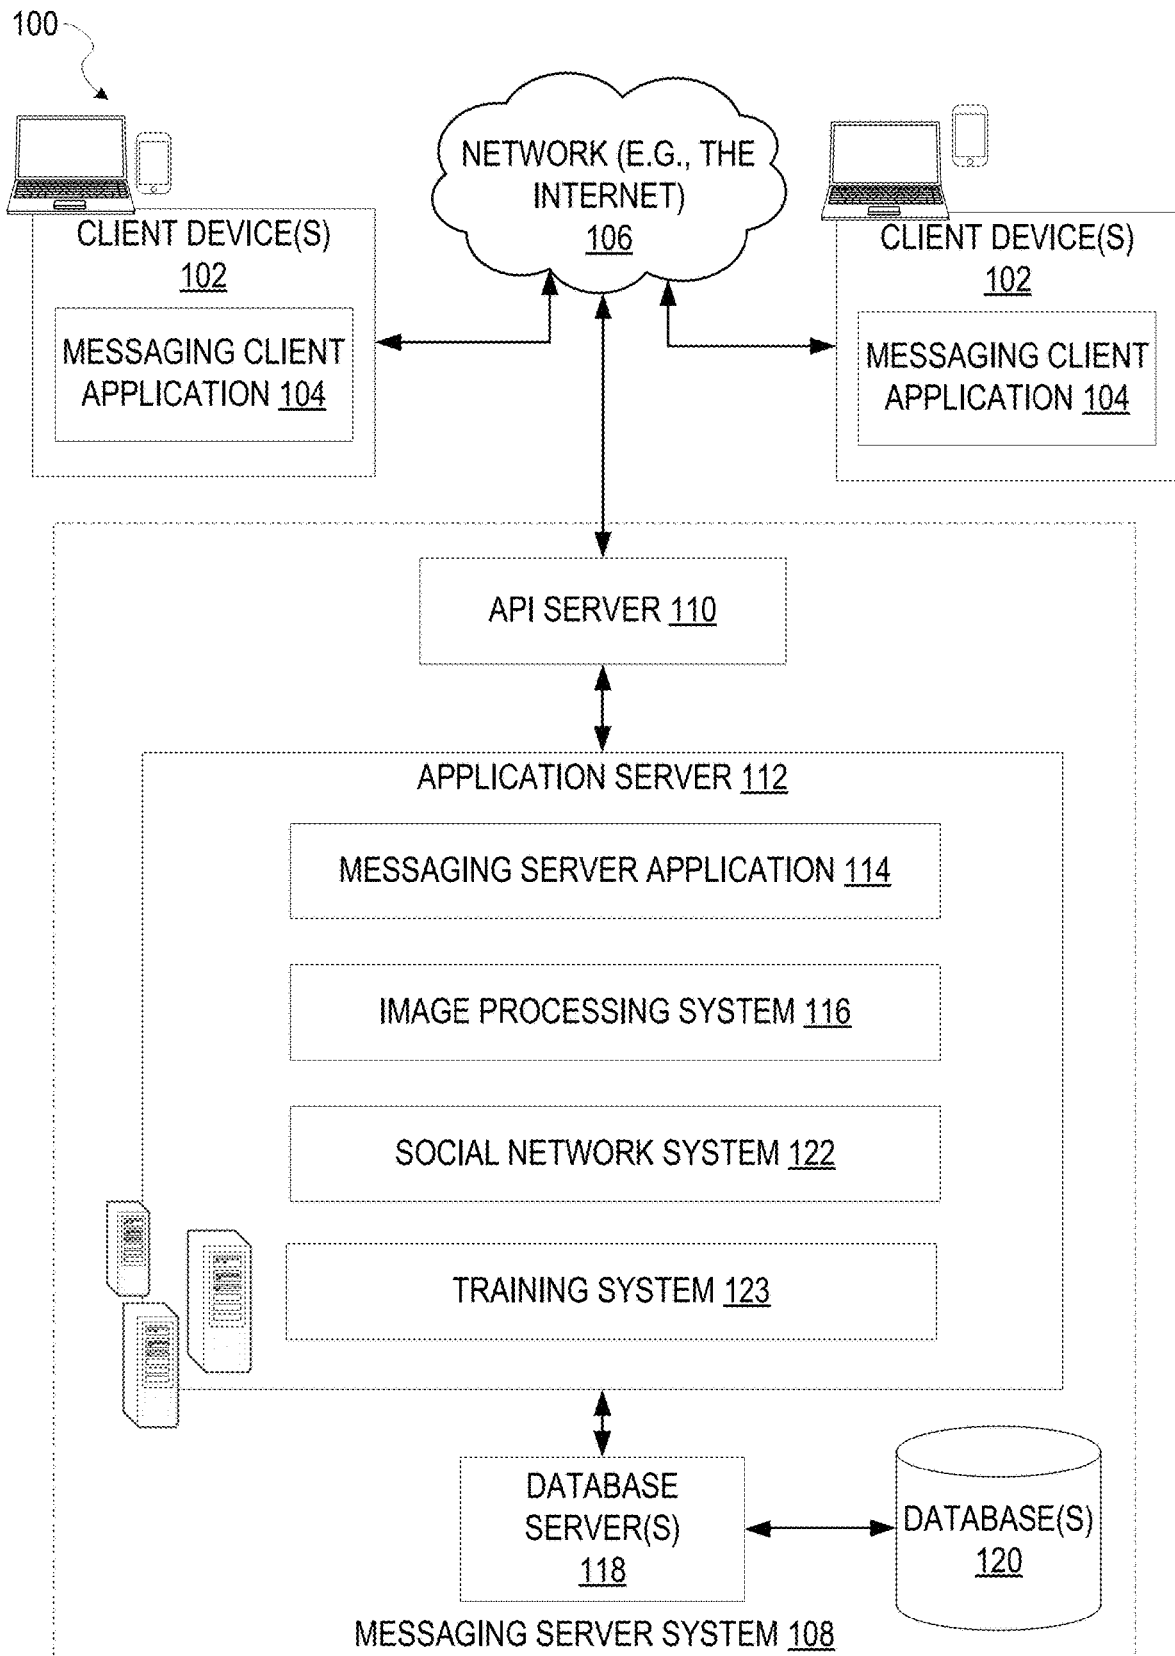 100
NETWORK (E.G., THE
INTERNET)
106
CLIENT DEVICE(S)
102
MESSAGING CLIENT
APPLICATION 104
CLIENT DEVICE(S)
102
MESSAGING CLIENT
APPLICATION 104
API SERVER 110
APPLICATION SERVER 112
MESSAGING SERVER APPLICATION 114
IMAGE PROCESSING SYSTEM 116
SOCIAL NETWORK SYSTEM 122
TRAINING SYSTEM 123
DATABASE
SERVER(S)
118
DATABASE(S)
120
MESSAGING SERVER SYSTEM 108